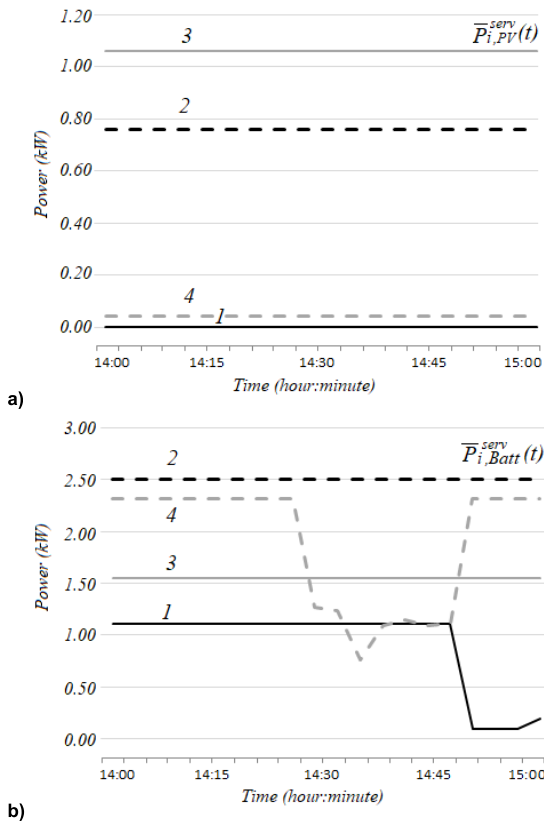 1.20
3
P̅ᵢ,PV^serv(t)
1.00
2
0.80
Power (kW)
0.60
0.40
0.20
4
1
0.00
14:00 14:15 14:30 14:45 15:00
Time (hour:minute)
a)
3.00
2
P̅ᵢ,Batt^serv(t)
2.50
4
2.00
Power (kW)
3
1.50
1
1.00
0.50
0.00
14:00 14:15 14:30 14:45 15:00
Time (hour:minute)
b)